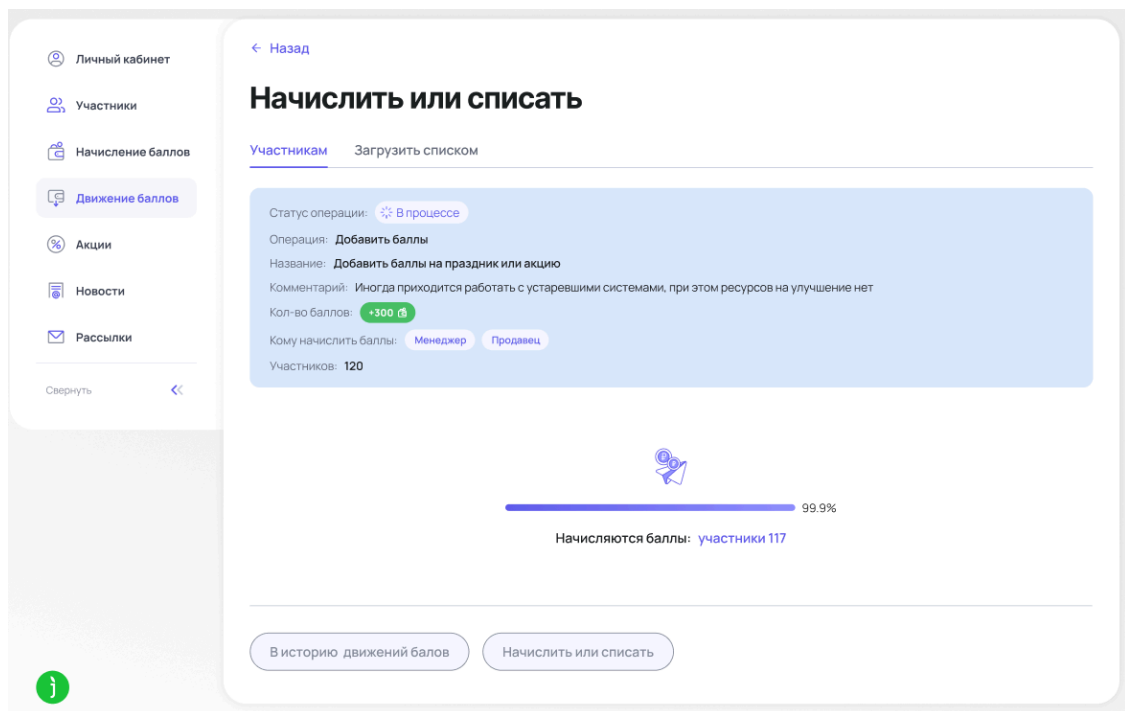 Личный кабинет
Участники
Начисление баллов
Движение баллов
Акции
Новости
Рассылки
Свернуть
← Назад
Начислить или списать
Участникам Загрузить списком
Статус операции: В процессе
Операция: Добавить баллы
Название: Добавить баллы на праздник или акцию
Комментарий: Иногда приходится работать с устаревшими системами, при этом ресурсов на улучшение нет
Кол-во баллов: +300
Кому начислить баллы: Менеджер Продавец
Участников: 120
99.9%
Начисляются баллы: участники 117
В историю движений балов Начислить или списать